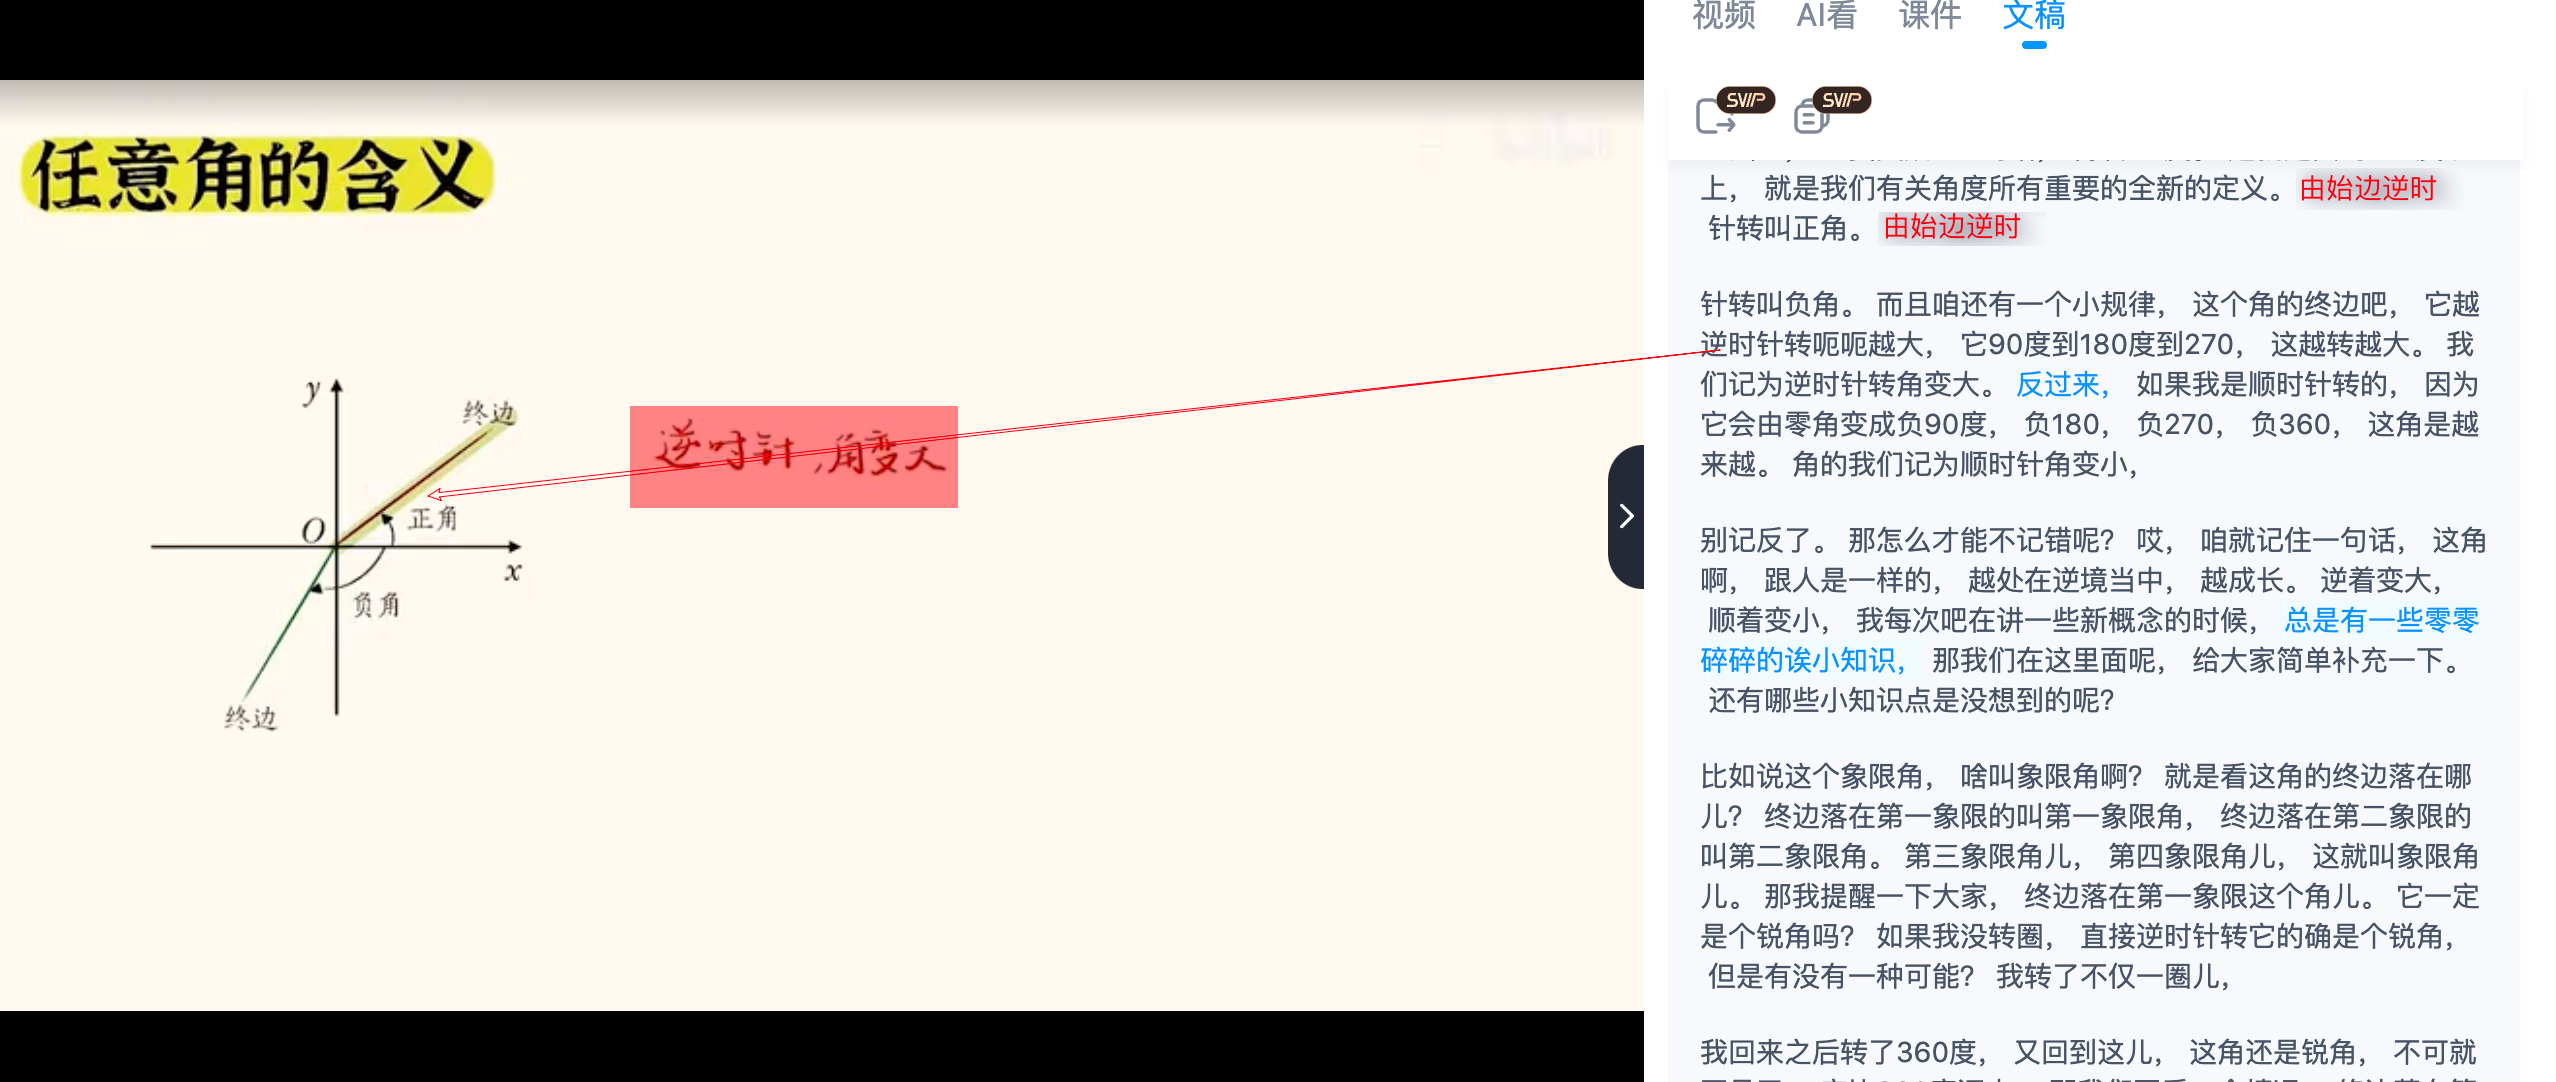 任意角的含义
y
终边
逆时针,角变大
正角
O
x
负角
终边
视频 AI看 课件 文稿
SVIP SVIP
上， 就是我们有关角度所有重要的全新的定义。 由始边逆时
针转叫正角。 由始边逆时
针转叫负角。 而且咱还有一个小规律， 这个角的终边吧， 它越
逆时针转呃呃越大， 它90度到180度到270， 这越转越大。 我
们记为逆时针转角变大。 反过来， 如果我是顺时针转的， 因为
它会由零角变成负90度， 负180， 负270， 负360， 这角是越
来越。 角的我们记为顺时针角变小，
别记反了。 那怎么才能不记错呢？ 哎， 咱就记住一句话， 这角
啊， 跟人是一样的， 越处在逆境当中， 越成长。 逆着变大，
顺着变小， 我每次吧在讲一些新概念的时候， 总是有一些零零
碎碎的诶小知识， 那我们在这里面呢， 给大家简单补充一下。
还有哪些小知识点是没想到的呢？
比如说这个象限角， 啥叫象限角啊？ 就是看这角的终边落在哪
儿？ 终边落在第一象限的叫第一象限角， 终边落在第二象限的
叫第二象限角。 第三象限角儿， 第四象限角儿， 这就叫象限角
儿。 那我提醒一下大家， 终边落在第一象限这个角儿。 它一定
是个锐角吗？ 如果我没转圈， 直接逆时针转它的确是个锐角，
但是有没有一种可能？ 我转了不仅一圈儿，
我回来之后转了360度， 又回到这儿， 这角还是锐角， 不可就